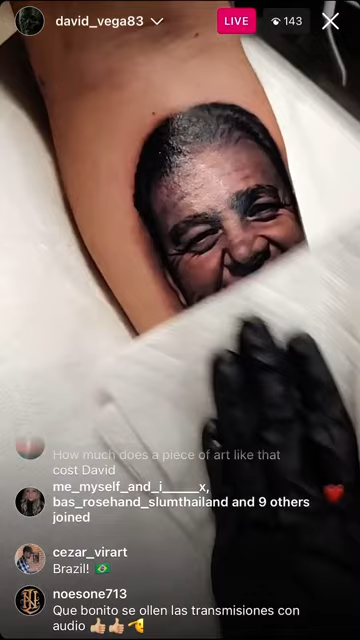 david_vega83
LIVE
143
How much does a piece of art like that
cost David
me_myself_and_i_____x,
bas_rosehand_slumthailand and 9 others
joined
cezar_virart
Brazil! 🇧🇷
noesone713
Que bonito se ollen las transmisiones con
audio 👍🏼👍🏼🤜